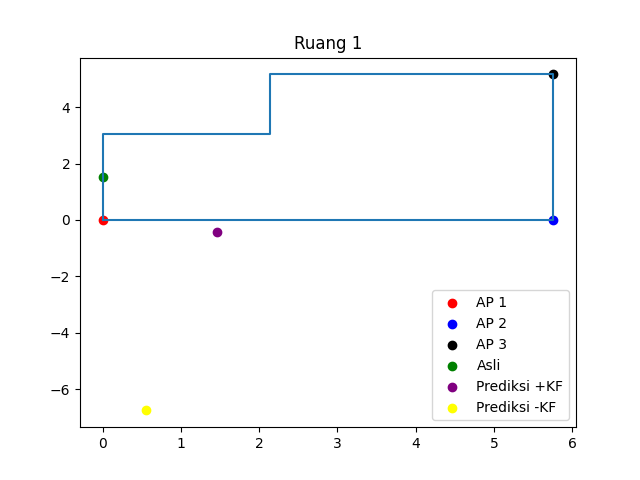 Ruang 1
4
2
0
−2
−4
−6
0 1 2 3 4 5 6
AP 1
AP 2
AP 3
Asli
Prediksi +KF
Prediksi -KF